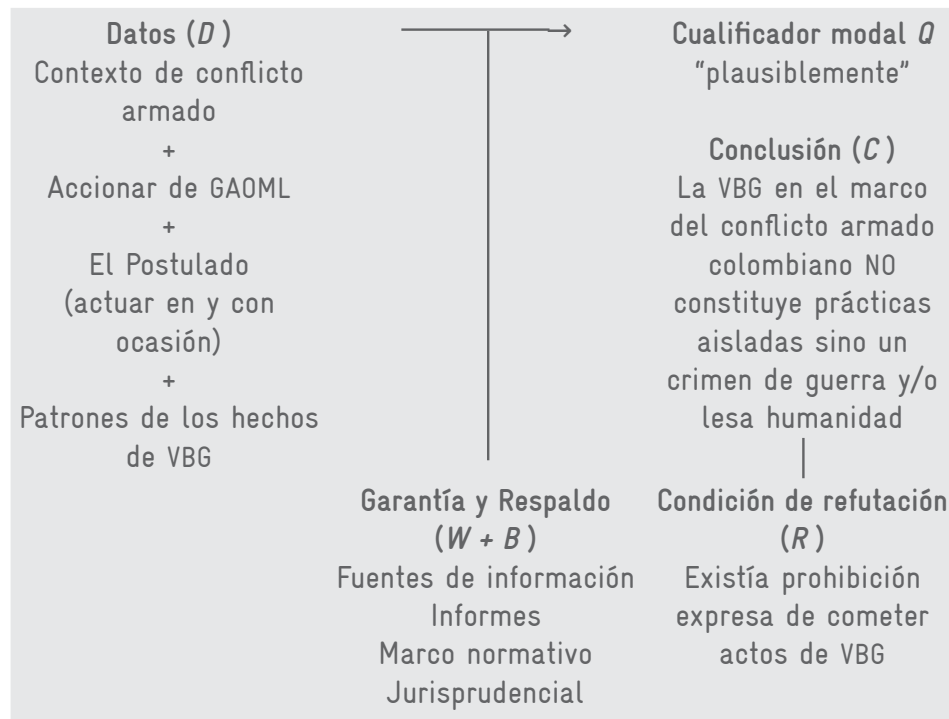 Datos (D)
Contexto de conflicto
armado
+
Accionar de GAOML
+
El Postulado
(actuar en y con
ocasión)
+
Patrones de los hechos
de VBG
Cualificador modal Q
“plausiblemente”
Conclusión (C)
La VBG en el marco
del conflicto armado
colombiano NO
constituye prácticas
aisladas sino un
crimen de guerra y/o
lesa humanidad
Garantía y Respaldo
(W + B)
Fuentes de información
Informes
Marco normativo
Jurisprudencial
Condición de refutación
(R)
Existía prohibición
expresa de cometer
actos de VBG